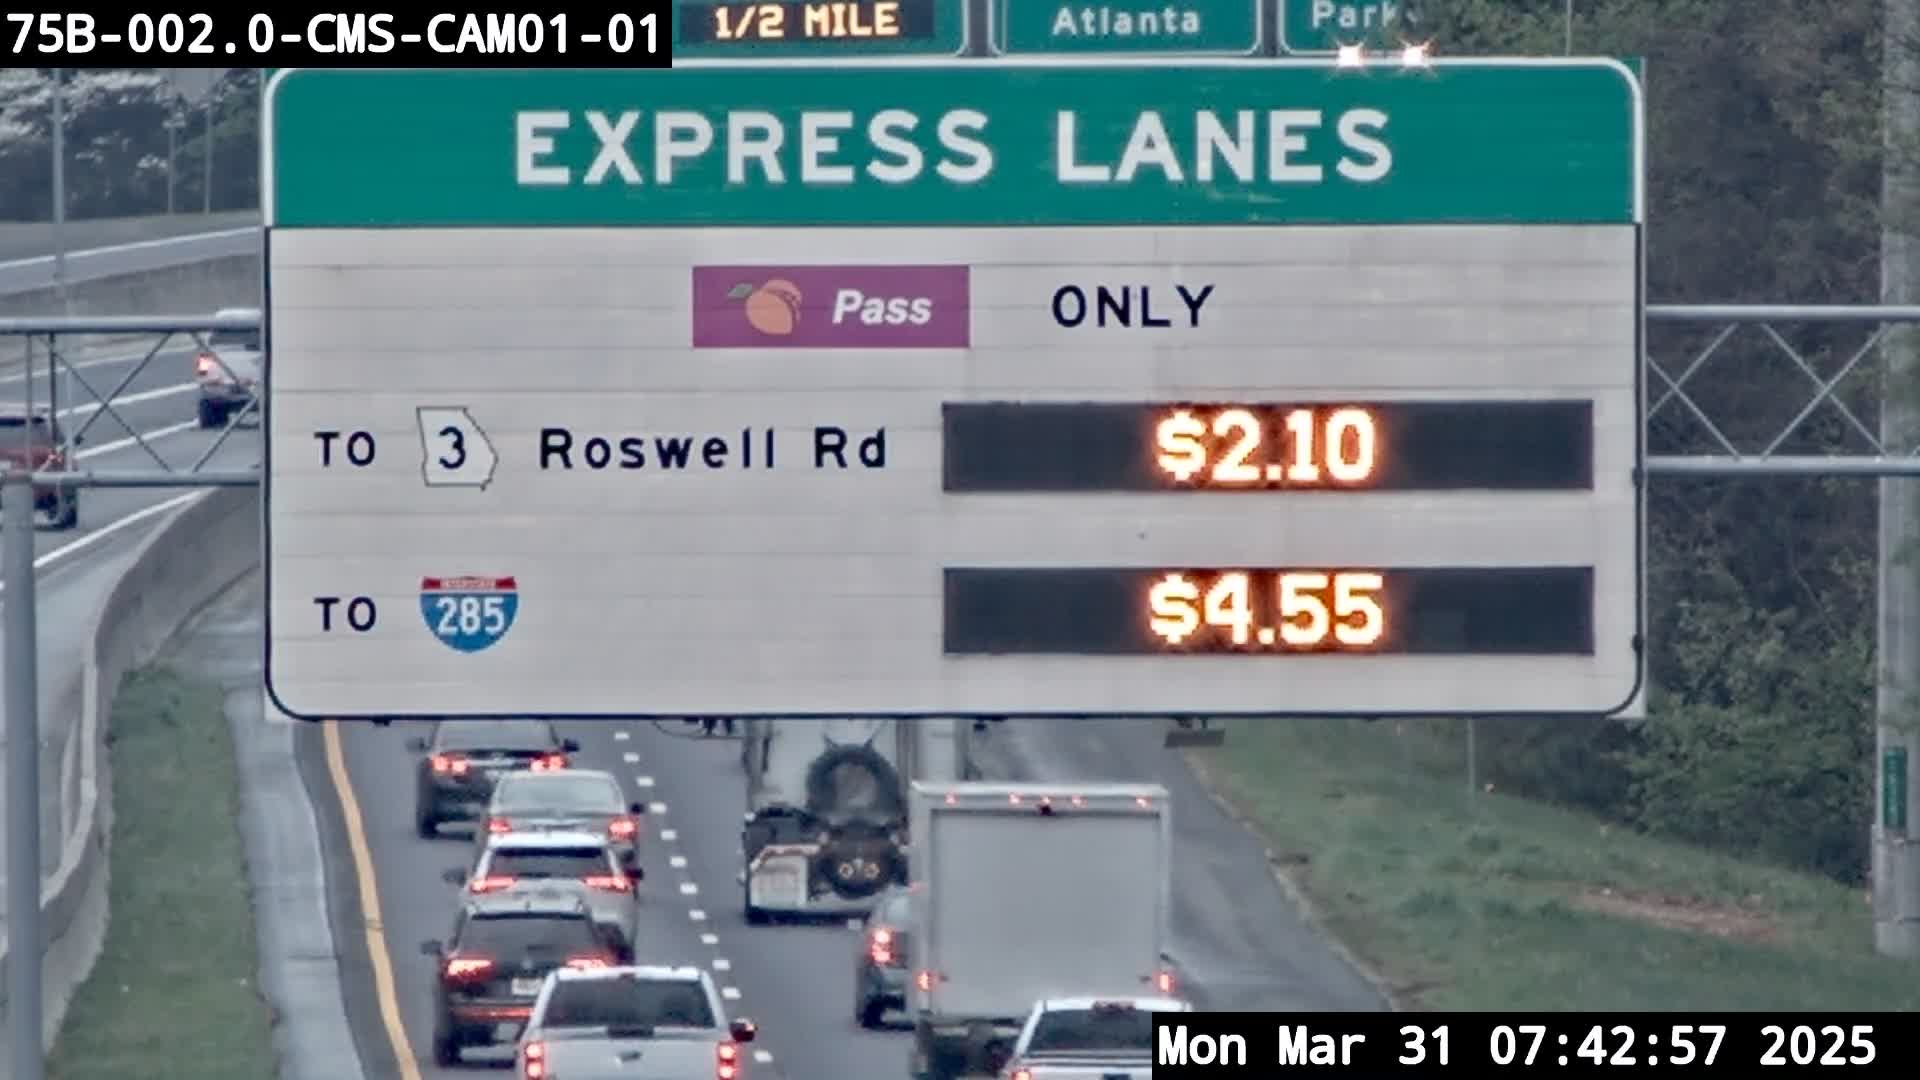 75B-002.0-CMS-CAM01-01
1/2 MILE
Atlanta
EXPRESS LANES
Pass ONLY
TO 3 Roswell Rd $2.10
TO 285 $4.55
Mon Mar 31 07:42:57 2025